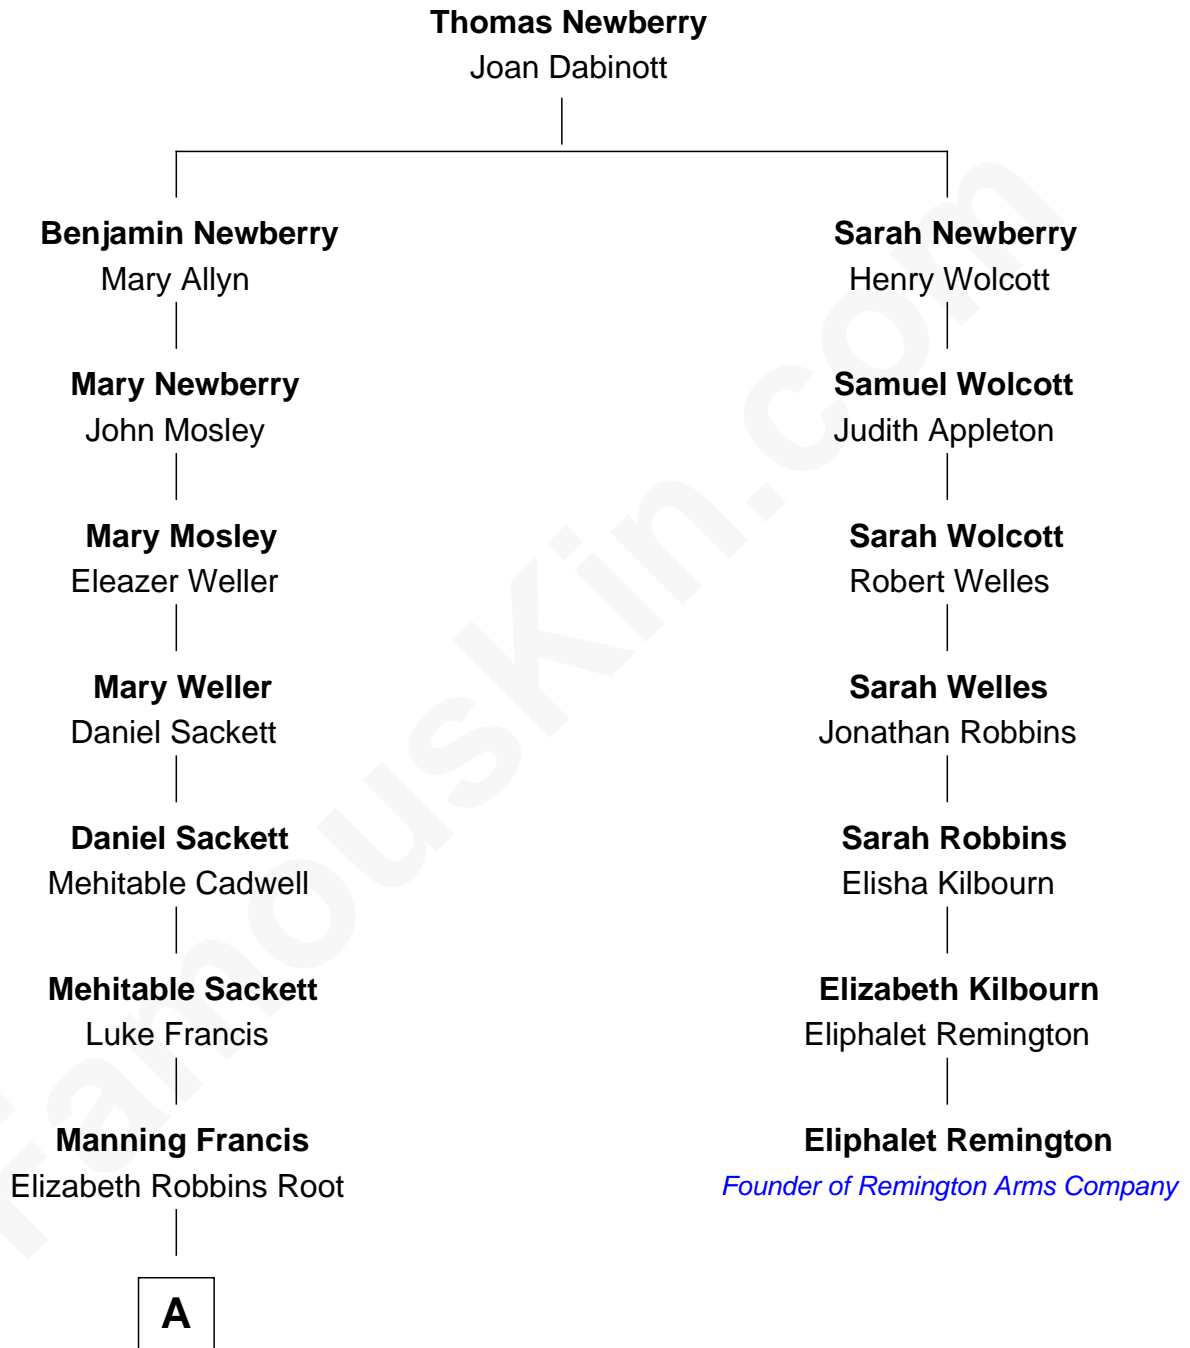 Thomas Newberry
Joan Dabinott
Benjamin Newberry
Mary Allyn
Sarah Newberry
Henry Wolcott
Mary Newberry
John Mosley
Samuel Wolcott
Judith Appleton
Mary Mosley
Eleazer Weller
Sarah Wolcott
Robert Welles
Mary Weller
Daniel Sackett
Sarah Welles
Jonathan Robbins
Daniel Sackett
Mehitable Cadwell
Sarah Robbins
Elisha Kilbourn
Mehitable Sackett
Luke Francis
Elizabeth Kilbourn
Eliphalet Remington
Manning Francis
Elizabeth Robbins Root
Eliphalet Remington
Founder of Remington Arms Company
A
FamousKin.com